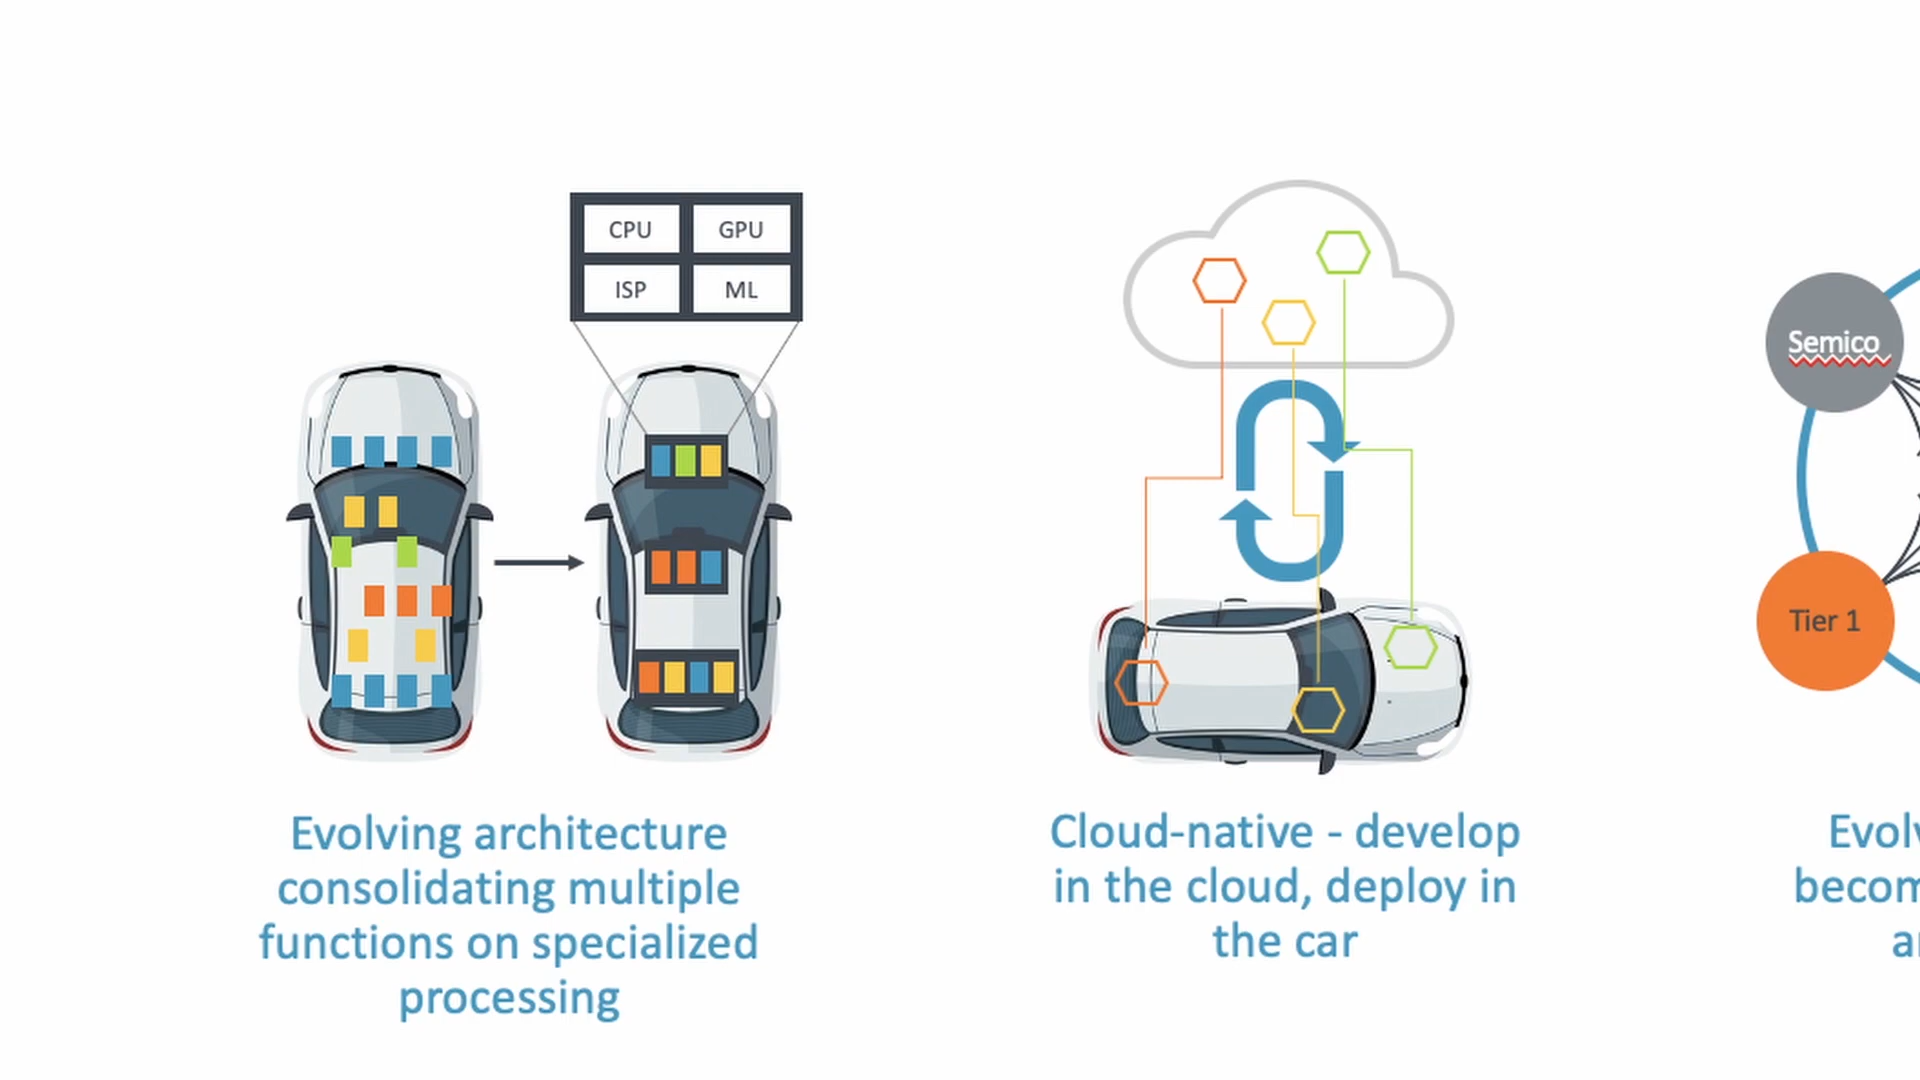 CPU
GPU
ISP
ML
Evolving architecture
consolidating multiple
functions on specialized
processing
Cloud-native - develop
in the cloud, deploy in
the car
Semico
Tier 1